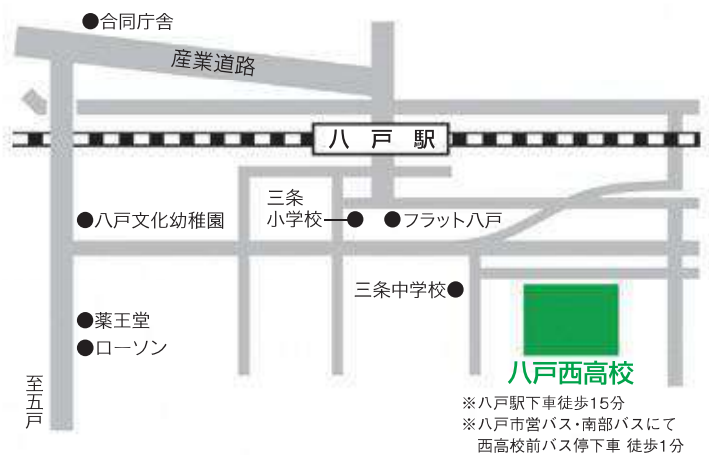 ●合同庁舎
産業道路
八戸駅
三条
小学校
●八戸文化幼稚園
●フラット八戸
三条中学校●
●薬王堂
●ローソン
至五戸
八戸西高校
※八戸駅下車徒歩15分
※八戸市営バス・南部バスにて
西高校前バス停下車 徒歩1分